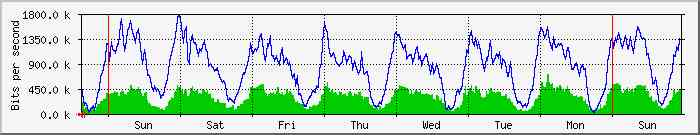 Bits per second
1800.0 k
1350.0 k
900.0 k
450.0 k
0.0 k
Sun Sat Fri Thu Wed Tue Mon Sun